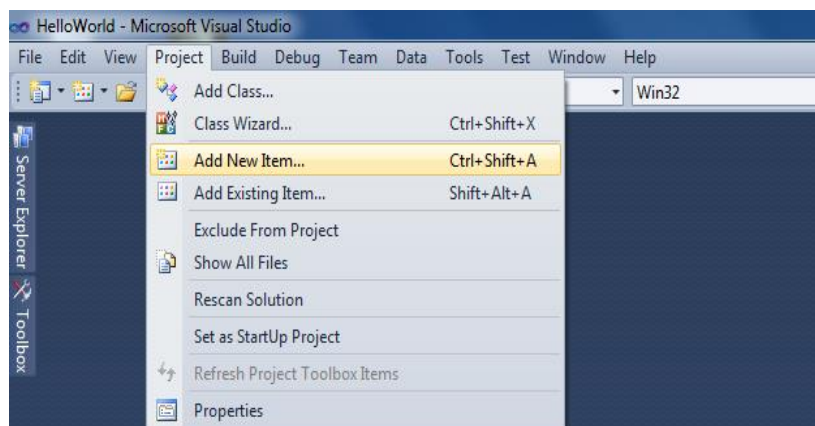 HelloWorld - Microsoft Visual Studio
File Edit View Project Build Debug Team Data Tools Test Window Help
Win32
Add Class...
Class Wizard... Ctrl+Shift+X
Add New Item... Ctrl+Shift+A
Add Existing Item... Shift+Alt+A
Exclude From Project
Show All Files
Rescan Solution
Set as StartUp Project
Refresh Project Toolbox Items
Properties
Server Explorer
Toolbox